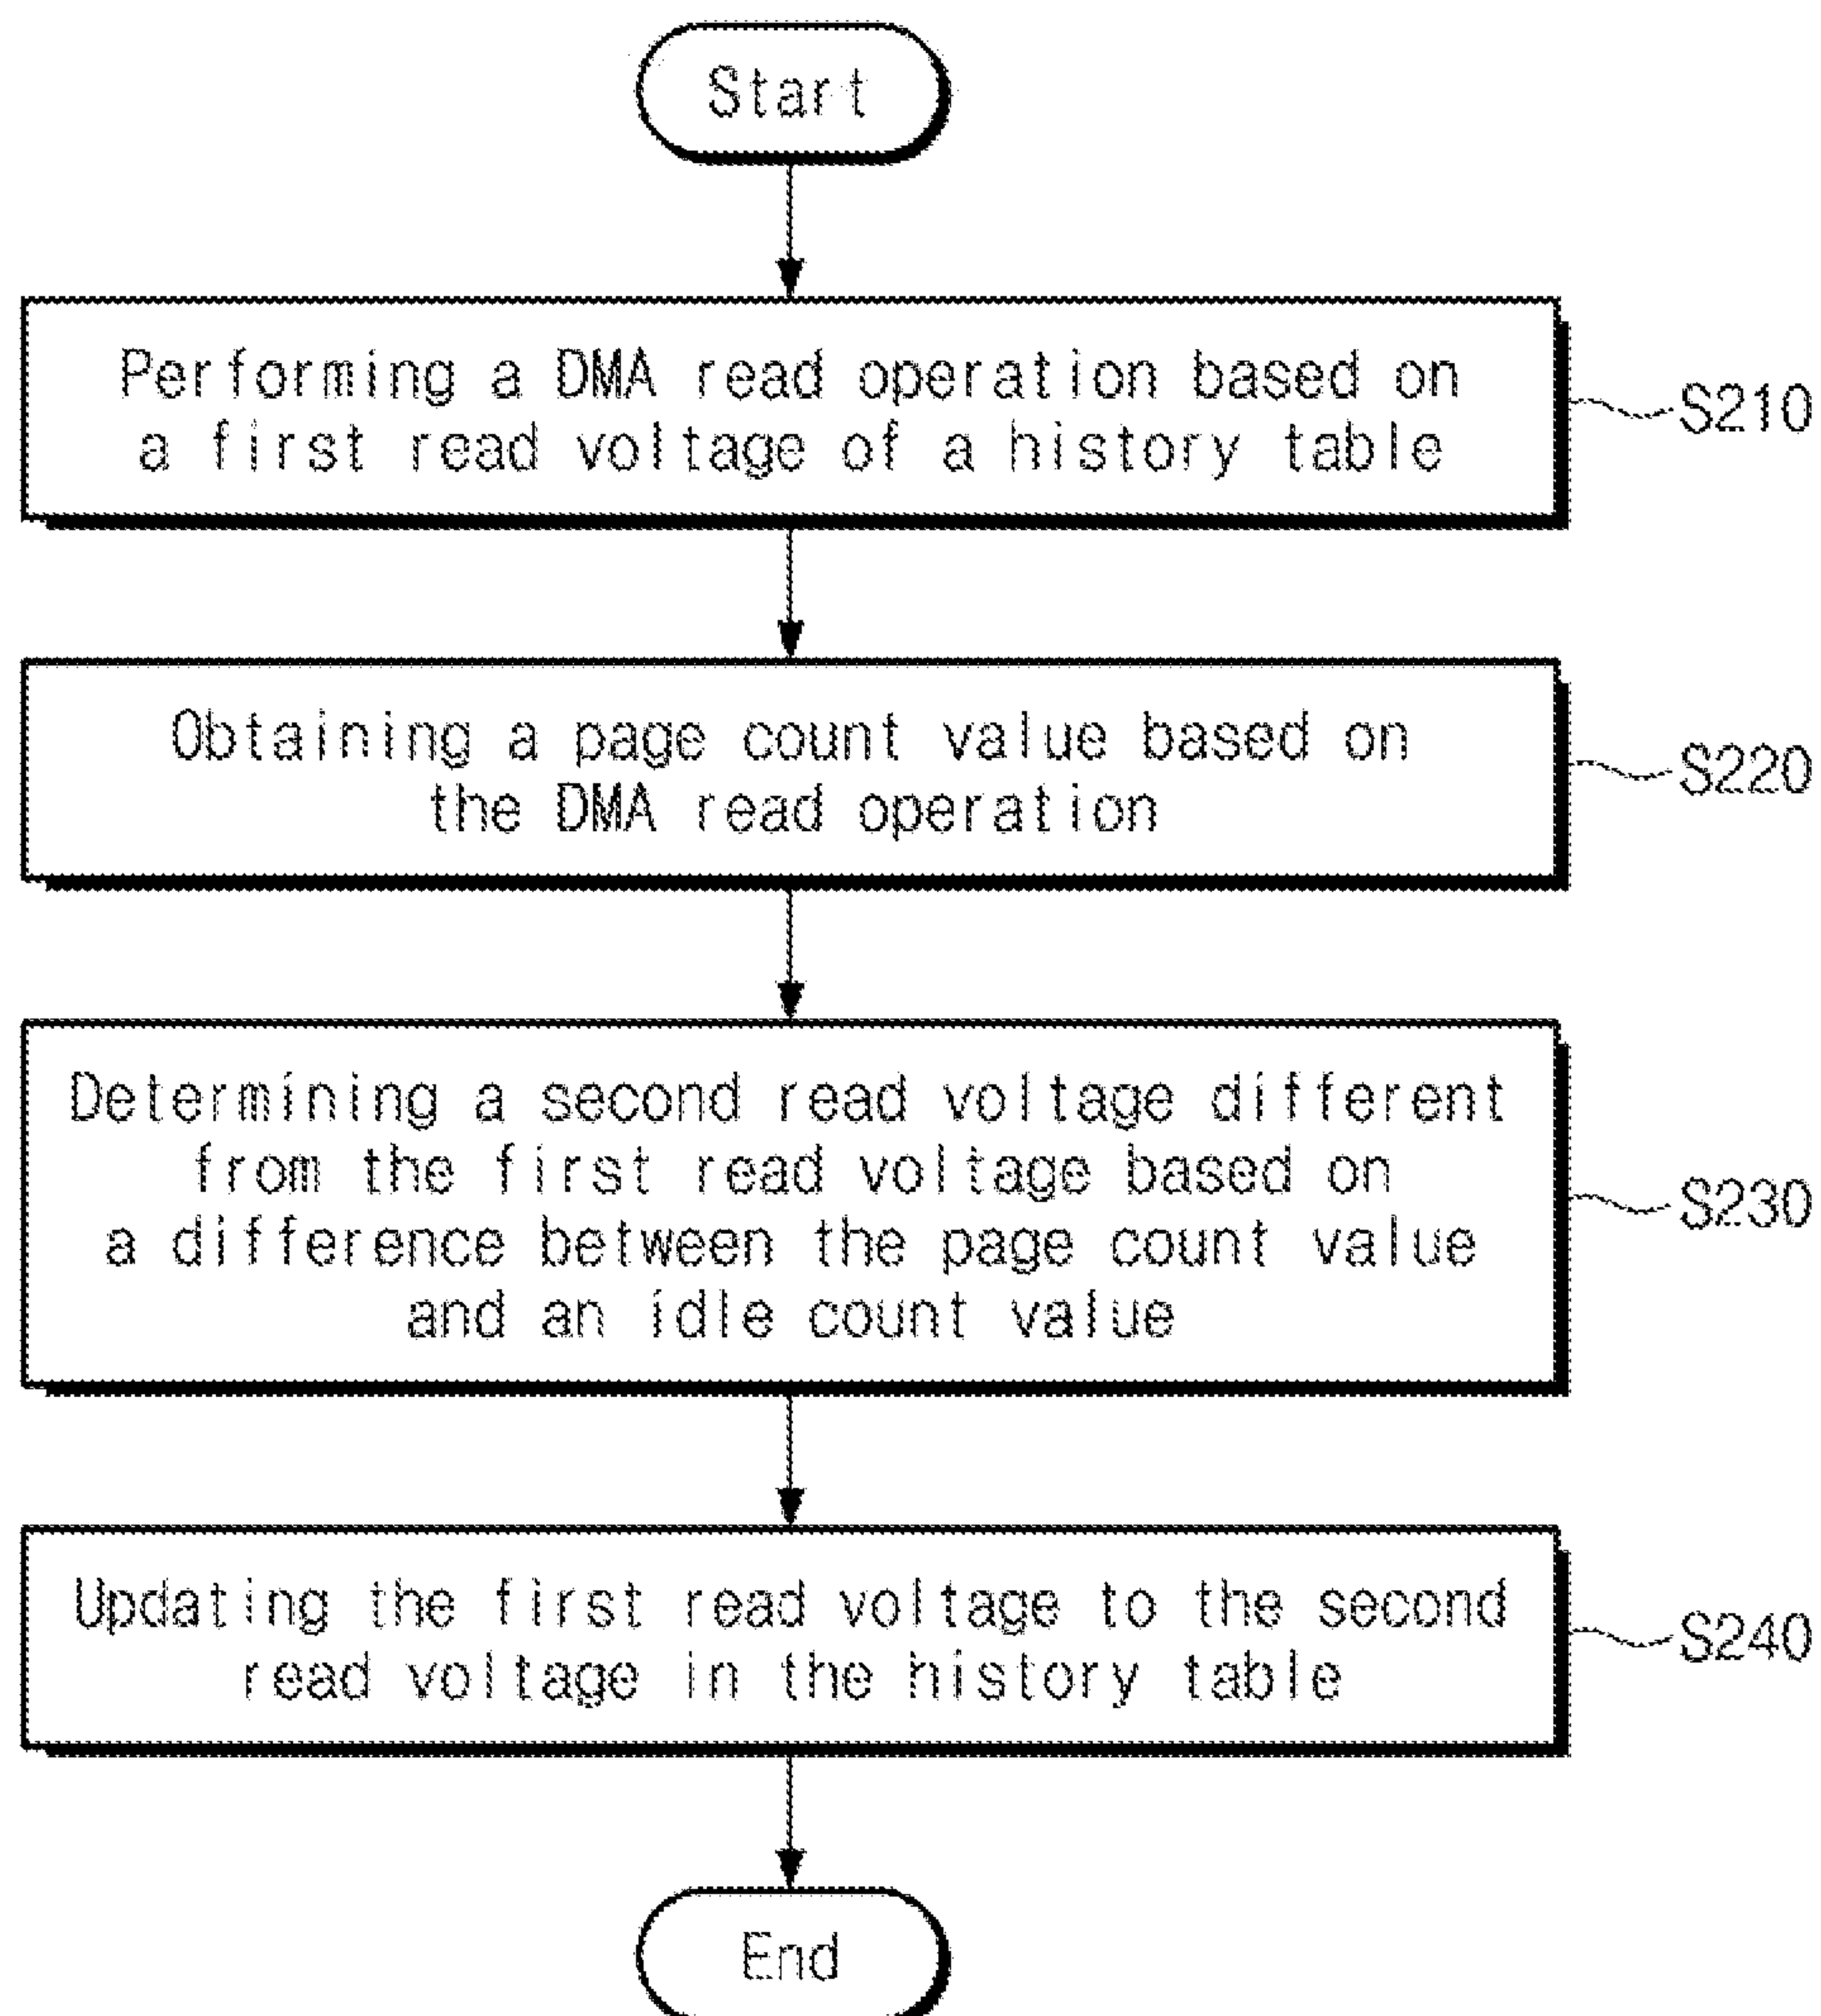 Start
Performing a DMA read operation based on
a first read voltage of a history table
S210
Obtaining a page count value based on
the DMA read operation
S220
Determining a second read voltage different
from the first read voltage based on
a difference between the page count value
and an idle count value
S230
Updating the first read voltage to the second
read voltage in the history table
S240
End